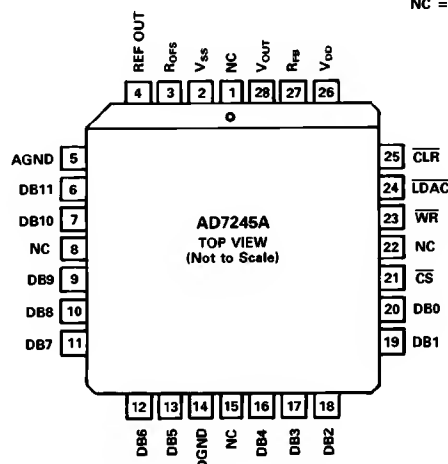 NC =
REF OUT
ROFS
VSS
NC
VOUT
RFB
VDD
4 3 2 1 28 27 26
AGND 5
DB11 6
DB10 7
NC 8
DB9 9
DB8 10
DB7 11
AD7245A
TOP VIEW
(Not to Scale)
25 CLR
24 LDAC
23 WR
22 NC
21 CS
20 DB0
19 DB1
12 13 14 15 16 17 18
DB6
DB5
DGND
NC
DB4
DB3
DB2